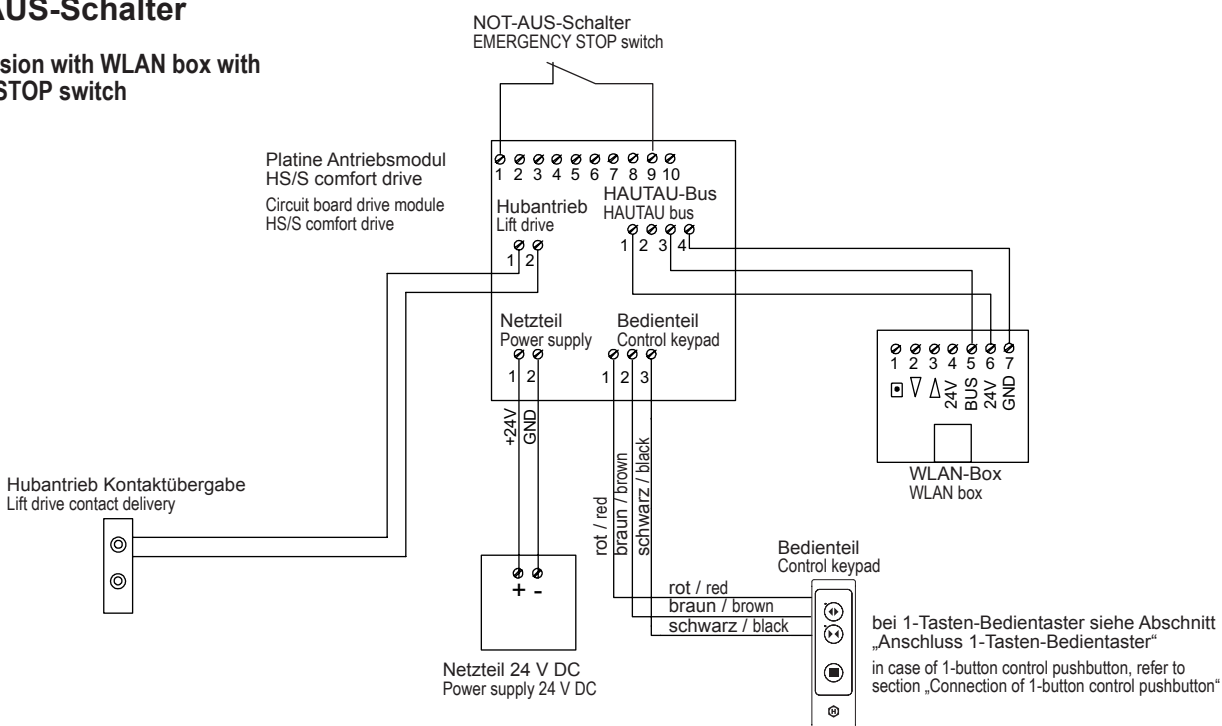 AUS-Schalter
sion with WLAN box with
STOP switch
NOT-AUS-Schalter
EMERGENCY STOP switch
Platine Antriebsmodul
HS/S comfort drive
Circuit board drive module
HS/S comfort drive
1 2 3 4 5 6 7 8 9 10
Hubantrieb
Lift drive
1 2
HAUTAU-Bus
HAUTAU bus
1 2 3 4
Netzteil
Power supply
1 2
Bedienteil
Control keypad
1 2 3
+24V
GND
rot / red
braun / brown
schwarz / black
1 2 3 4 5 6 7
24V
BUS
24V
GND
WLAN-Box
WLAN box
Hubantrieb Kontaktübergabe
Lift drive contact delivery
+ -
Netzteil 24 V DC
Power supply 24 V DC
Bedienteil
Control keypad
rot / red
braun / brown
schwarz / black
H
bei 1-Tasten-Bedientaster siehe Abschnitt
„Anschluss 1-Tasten-Bedientaster“
in case of 1-button control pushbutton, refer to
section „Connection of 1-button control pushbutton“